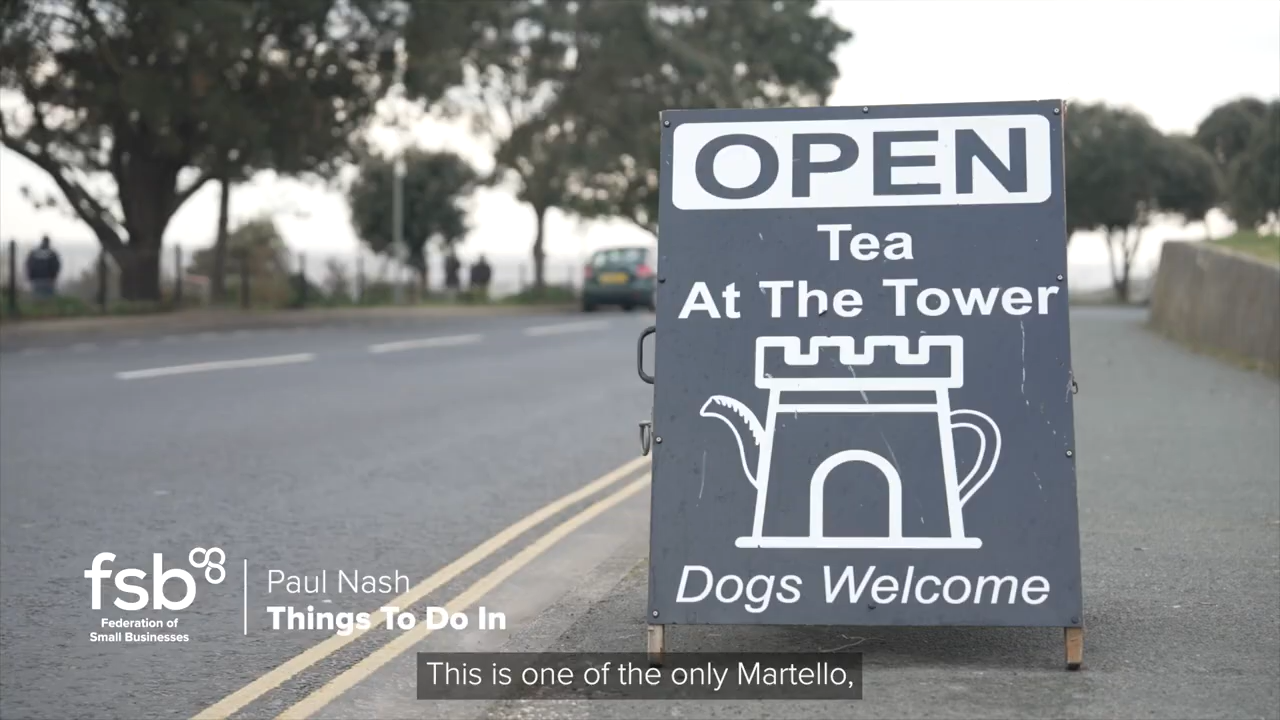 OPEN
Tea
At The Tower
Dogs Welcome
fsb
Federation of
Small Businesses
Paul Nash
Things To Do In
This is one of the only Martello,